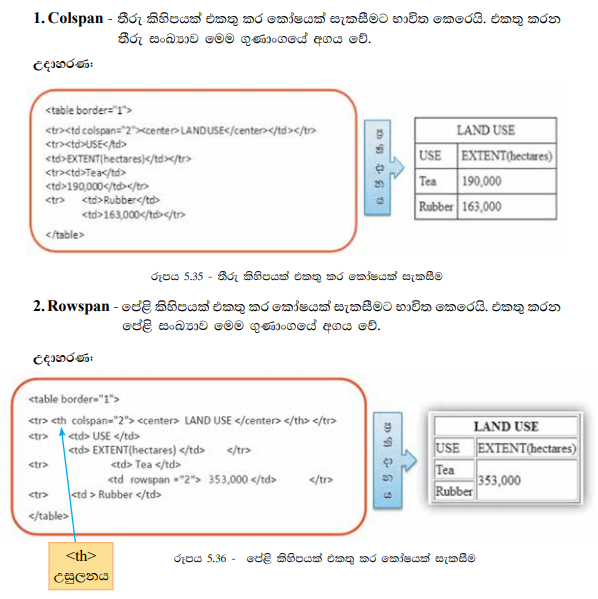 1. Colspan - තීරු කිහිපයක් එකතු කර කෝෂයක් සැකසීමට භාවිත කෙරෙයි. එකතු කරන
තීරු සංඛ්‍යාව මෙම ගුණාංගයේ අගය වේ.
උදාහරණ:
<table border="1">
<tr><td colspan="2"><center> LANDUSE</center></td></tr>
<tr><td>USE</td>
<td>EXTENT(hectares)</td></tr>
<tr><td>Tea</td>
<td>190,000</td></tr>
<tr> <td>Rubber</td>
<td>163,000</td></tr>
</table>
ප්‍රතිදානය
LAND USE
USE EXTENT(hectares)
Tea 190,000
Rubber 163,000
රූපය 5.35 - තීරු කිහිපයක් එකතු කර කෝෂයක් සැකසීම
2. Rowspan - පේළි කිහිපයක් එකතු කර කෝෂයක් සැකසීමට භාවිත කෙරෙයි. එකතු කරන
පේළි සංඛ්‍යාව මෙම ගුණාංගයේ අගය වේ.
උදාහරණ:
<table border="1">
<tr> <th colspan="2"> <center> LAND USE </center> </th> </tr>
<tr> <td> USE </td>
<td> EXTENT(hectares) </td> </tr>
<tr> <td> Tea </td>
<td rowspan ="2"> 353,000 </td> </tr>
<tr> <td > Rubber </td>
</table>
ප්‍රතිදානය
LAND USE
USE EXTENT(hectares)
Tea
353,000
Rubber
<th>
උසුලනය
රූපය 5.36 - පේළි කිහිපයක් එකතු කර කෝෂයක් සැකසීම